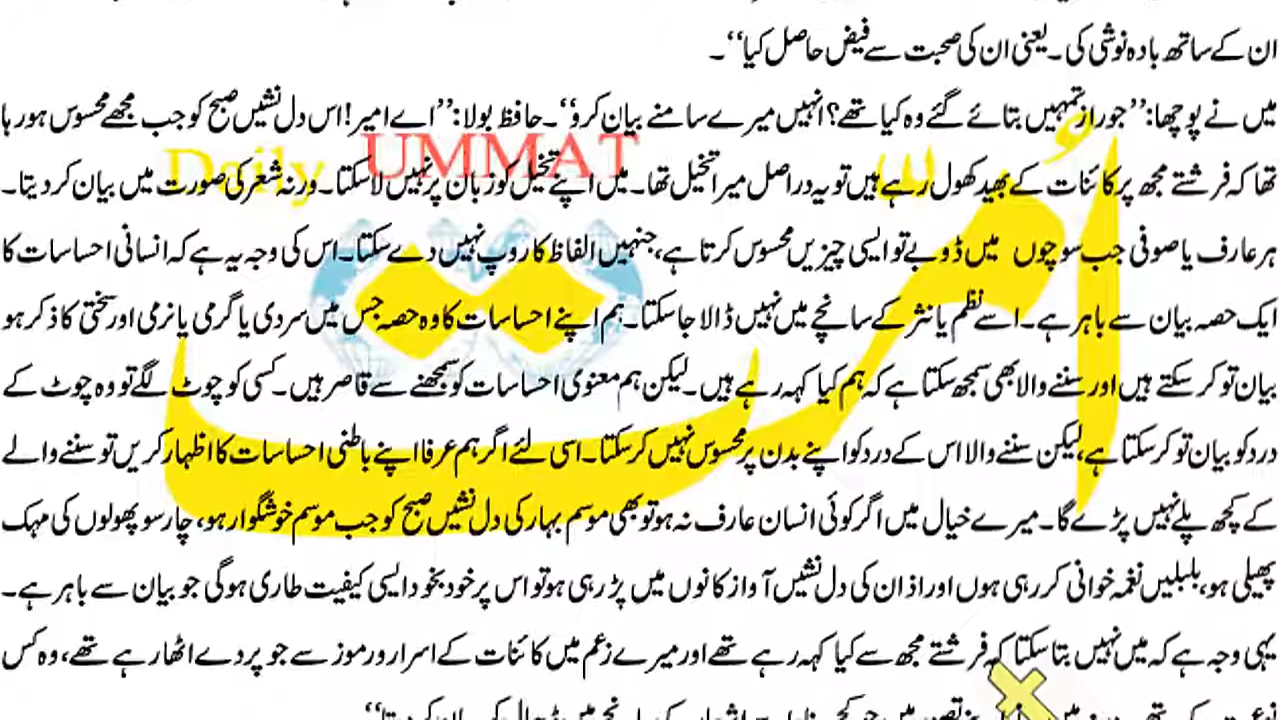 ان کے ساتھ بادہ نوشی کی۔ یعنی ان کی صحبت سے فیض حاصل کیا‘‘۔
میں نے پوچھا: ’’جو راز تمہیں بتائے گئے وہ کیا تھے؟ انہیں میرے سامنے بیان کرو‘‘۔ حافظ بولا: ’’اے امیر! اس دل نشیں صبح کو جب مجھے محسوس ہو رہا
تھا کہ فرشتے مجھ پر کائنات کے بھید کھول رہے ہیں تو یہ دراصل میرا تخیل تھا۔ میں اپنے تخیل کو زبان پر نہیں لا سکتا۔ ورنہ شعر کی صورت میں بیان کر دیتا۔
ہر عارف یا صوفی جب سوچوں میں ڈوبے تو ایسی چیزیں محسوس کرتا ہے، جنہیں الفاظ کا روپ نہیں دے سکتا۔ اس کی وجہ یہ ہے کہ انسانی احساسات کا
ایک حصہ بیان سے باہر ہے۔ اسے نظم یا نثر کے سانچے میں نہیں ڈالا جا سکتا۔ ہم اپنے احساسات کا وہ حصہ جس میں سردی یا گرمی یا نرمی اور سختی کا ذکر ہو
بیان تو کر سکتے ہیں اور سننے والا بھی سمجھ سکتا ہے کہ ہم کیا کہہ رہے ہیں۔ لیکن ہم معنوی احساسات کو سمجھنے سے قاصر ہیں۔ کسی کو چوٹ لگے تو وہ چوٹ کے
درد کو بیان تو کر سکتا ہے، لیکن سننے والا اس کے درد کو اپنے بدن پر محسوس نہیں کر سکتا۔ اسی لئے اگر ہم عرفا اپنے باطنی احساسات کا اظہار کریں تو سننے والے
کے کچھ پلے نہیں پڑے گا۔ میرے خیال میں اگر کوئی انسان عارف نہ ہو تو بھی موسم بہار کی دل نشیں صبح کو جب موسم خوشگوار ہو، چار سو پھولوں کی مہک
پھیلی ہو، بلبلیں نغمہ خوانی کر رہی ہوں اور اذان کی دل نشیں آواز کانوں میں پڑ رہی ہو تو اس پر خود بخود ایسی کیفیت طاری ہوگی جو بیان سے باہر ہے۔
یہی وجہ ہے کہ میں نہیں بتا سکتا کہ فرشتے مجھ سے کیا کہہ رہے تھے اور میرے زعم میں کائنات کے اسرار و رموز سے جو پردے اٹھا رہے تھے، وہ کس
Daily UMMAT
امت